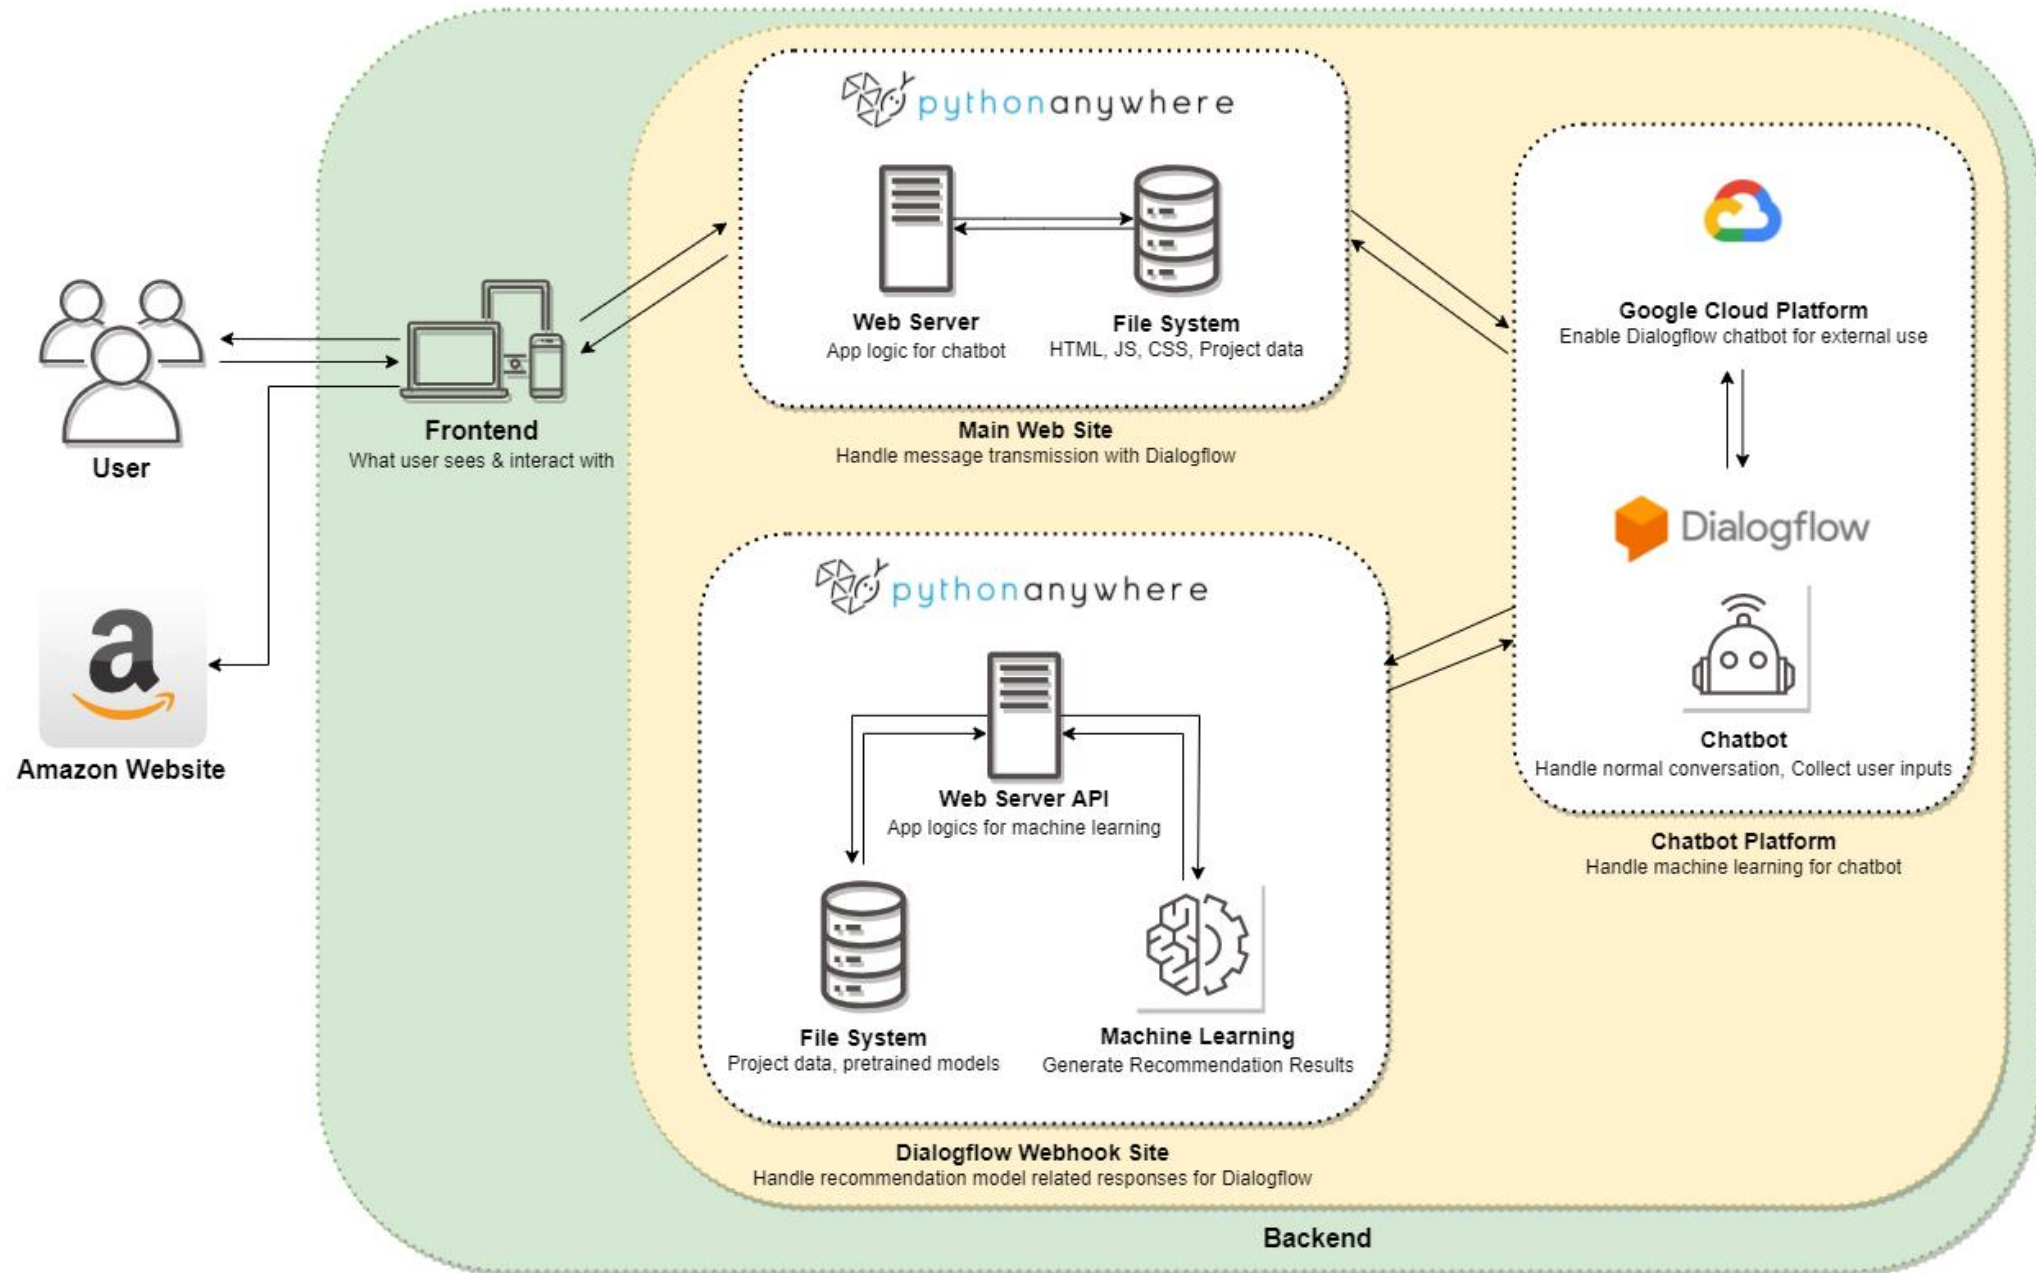 pythonanywhere
Web Server
App logic for chatbot
File System
HTML, JS, CSS, Project data
Main Web Site
Handle message transmission with Dialogflow
User
Frontend
What user sees & interact with
a
Amazon Website
Google Cloud Platform
Enable Dialogflow chatbot for external use
Dialogflow
Chatbot
Handle normal conversation, Collect user inputs
Chatbot Platform
Handle machine learning for chatbot
pythonanywhere
Web Server API
App logics for machine learning
File System
Project data, pretrained models
Machine Learning
Generate Recommendation Results
Dialogflow Webhook Site
Handle recommendation model related responses for Dialogflow
Backend